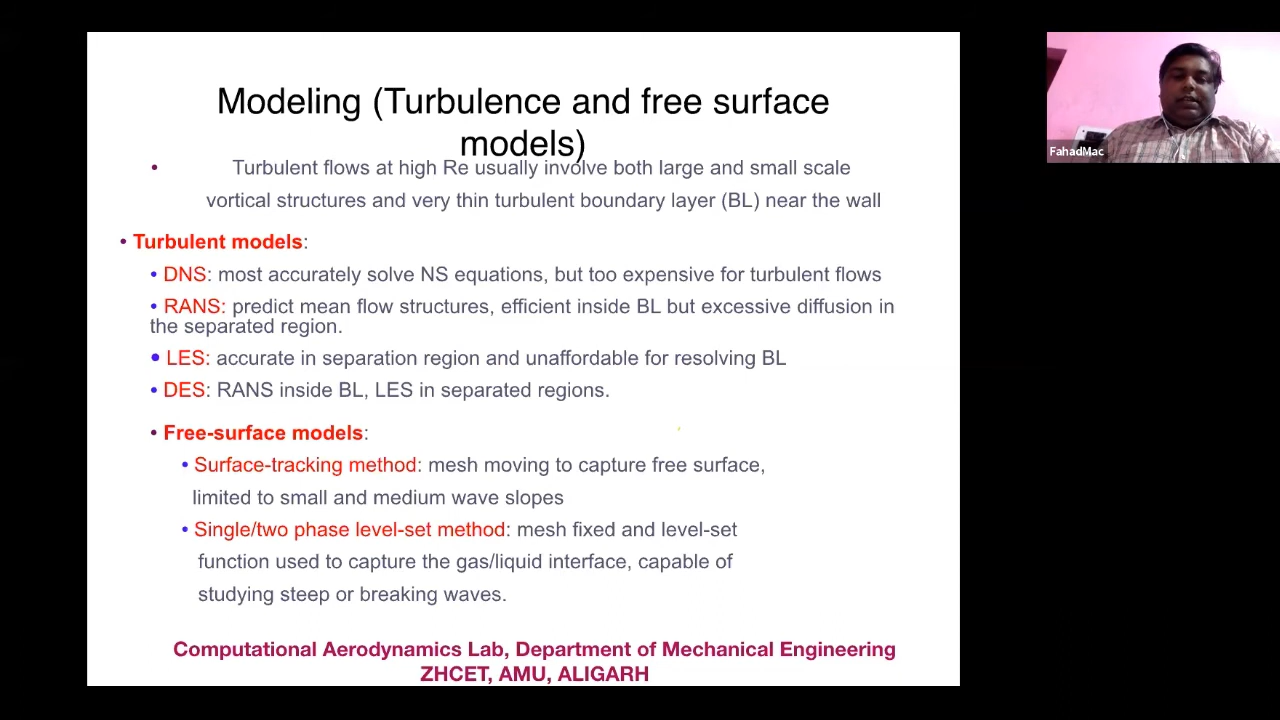 Modeling (Turbulence and free surface
models)
• Turbulent flows at high Re usually involve both large and small scale
vortical structures and very thin turbulent boundary layer (BL) near the wall
• Turbulent models:
• DNS: most accurately solve NS equations, but too expensive for turbulent flows
• RANS: predict mean flow structures, efficient inside BL but excessive diffusion in
the separated region.
• LES: accurate in separation region and unaffordable for resolving BL
• DES: RANS inside BL, LES in separated regions.
• Free-surface models:
• Surface-tracking method: mesh moving to capture free surface,
limited to small and medium wave slopes
• Single/two phase level-set method: mesh fixed and level-set
function used to capture the gas/liquid interface, capable of
studying steep or breaking waves.
Computational Aerodynamics Lab, Department of Mechanical Engineering
ZHCET, AMU, ALIGARH
FahadMac